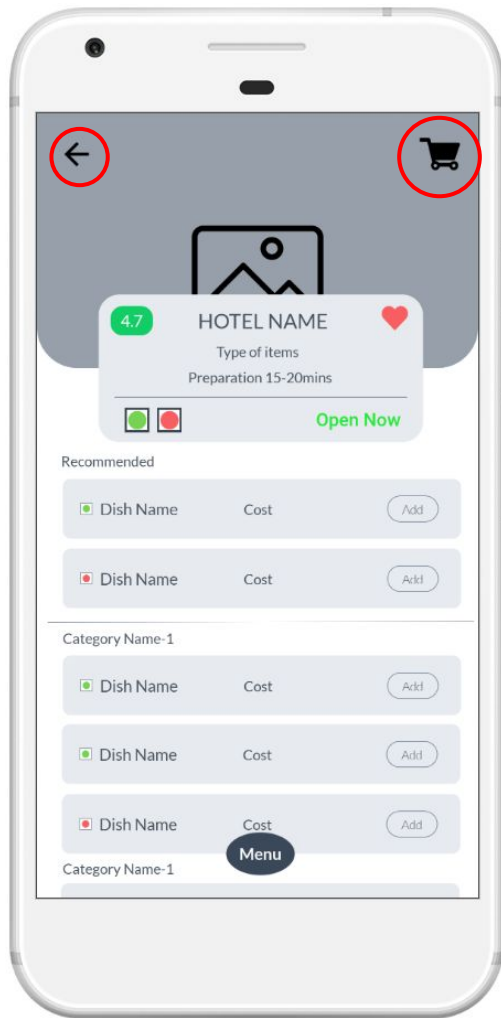 4.7 HOTEL NAME
Type of items
Preparation 15-20mins
Open Now
Recommended
Dish Name Cost Add
Dish Name Cost Add
Category Name-1
Dish Name Cost Add
Dish Name Cost Add
Dish Name Cost Add
Menu
Category Name-1